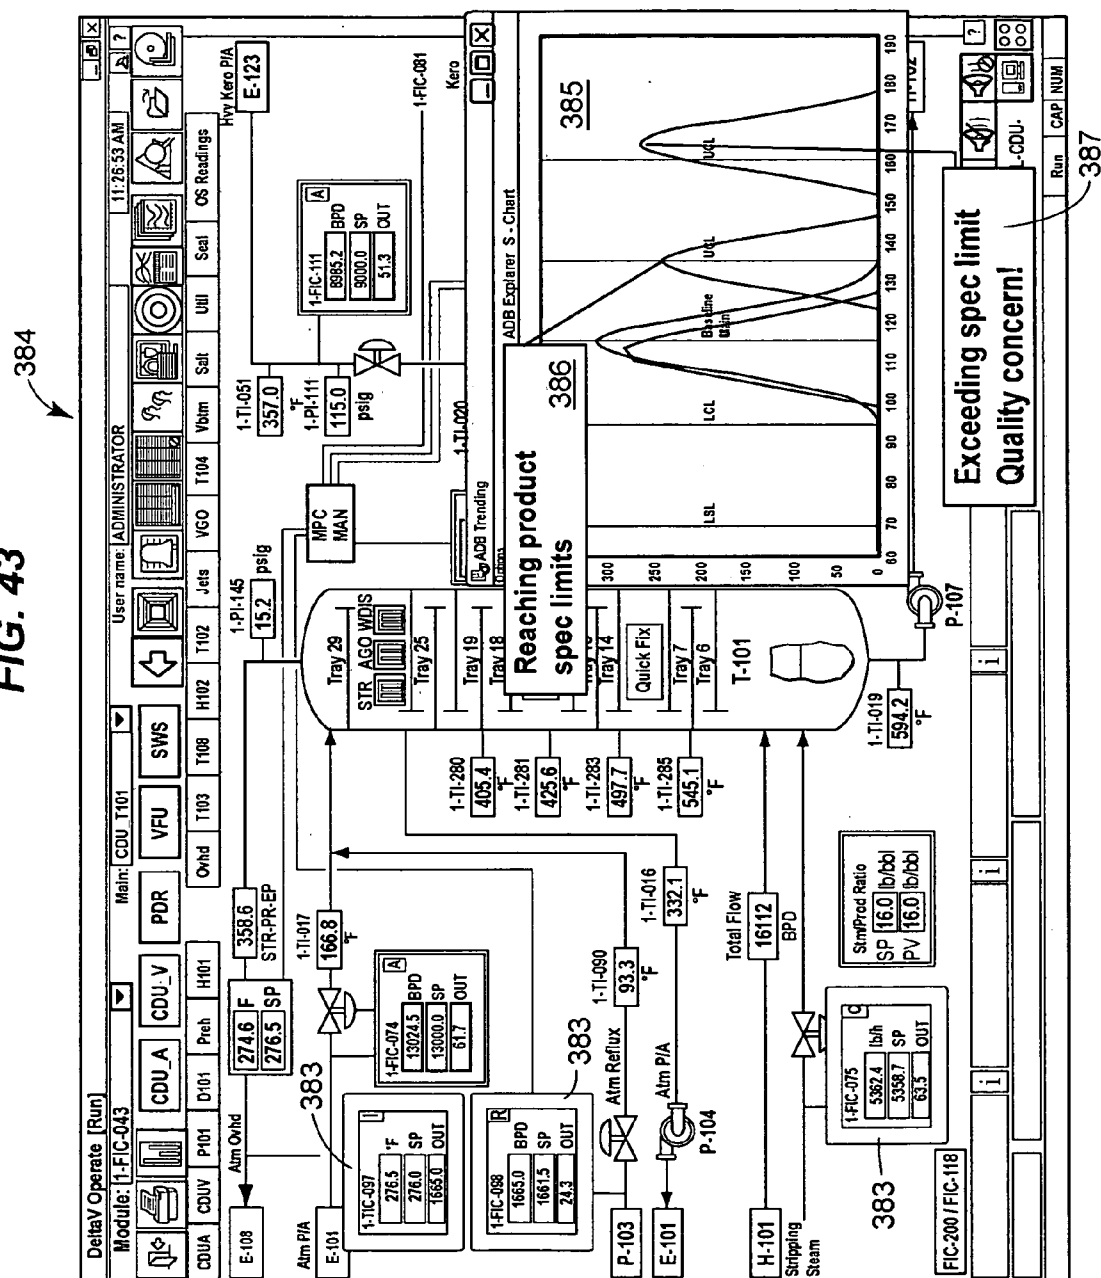 FIG. 43
384
DeltaV Operate [Run]
Module: 1-FIC-043
Main: CDU_T101
User name: ADMINISTRATOR
11:26:53 AM
?
CDU_A
CDU_V
PDR
VFU
SWS
CDUA
CDUV
P101
D101
Preh
H101
Ovhd
T103
T108
H102
T102
Jets
VGO
T104
Vbtm
Salt
Util
Seal
OS Readings
E-108
Atm Ovhd
274.6 F
276.5 SP
358.6
STR-PR-EP
1-PI-145
15.2 psig
MPC
MAN
1-TI-051
357.0
°F
1-PI-111
115.0
psig
1-FIC-111
A
8985.2 BPD
9000.0 SP
51.3 OUT
Hvy Kero P/A
E-123
1-FIC-081
Kero
1-TI-020
Atm P/A
E-104
383
1-TIC-097
276.5 °F
276.0 SP
1665.0 OUT
1-TI-017
166.8
°F
1-FIC-074
A
13024.5 BPD
13000.0 SP
61.7 OUT
1-FIC-098
R
1665.0 BPD
1661.5 SP
24.3 OUT
383
P-103
Atm Reflux
1-TI-090
93.3
°F
E-101
Atm P/A
P-104
1-TI-016
332.1
°F
H-101
Total Flow
16112
BPD
Stripping
Steam
1-FIC-075
5362.4 lb/h
5358.7 SP
63.5 OUT
383
Stm/Prod Ratio
SP 16.0 lb/bbl
PV 16.0 lb/bbl
FIC-200 / FIC-118
1-TI-280
405.4
°F
1-TI-281
425.6
°F
1-TI-283
497.7
°F
1-TI-285
545.1
°F
Tray 29
STR AGO WDIS
Tray 25
Tray 19
Tray 18
Tray 14
Quick Fix
Tray 7
Tray 6
T-101
1-TI-019
594.2
°F
P-107
ADB Trending
Options
ADB Explarer S - Chart
385
Reaching product
spec limits
386
300
250
200
150
100
50
0
60 70 80 90 100 110 120 130 140 150 160 170 180 190
LSL
LCL
Baseline
UCL
UCL
Exceeding spec limit
Quality concern!
387
-CDU-
i
i
i
Run
CAP
NUM